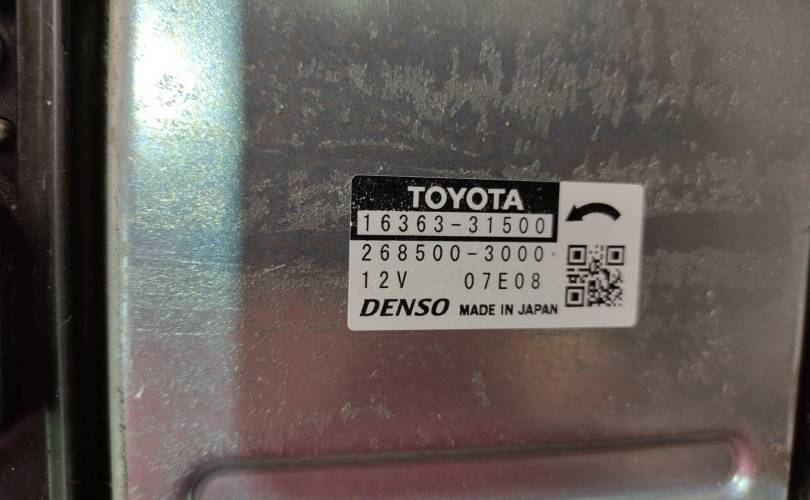 TOYOTA
16363-31500
268500-3000
12V 07E08
DENSO MADE IN JAPAN